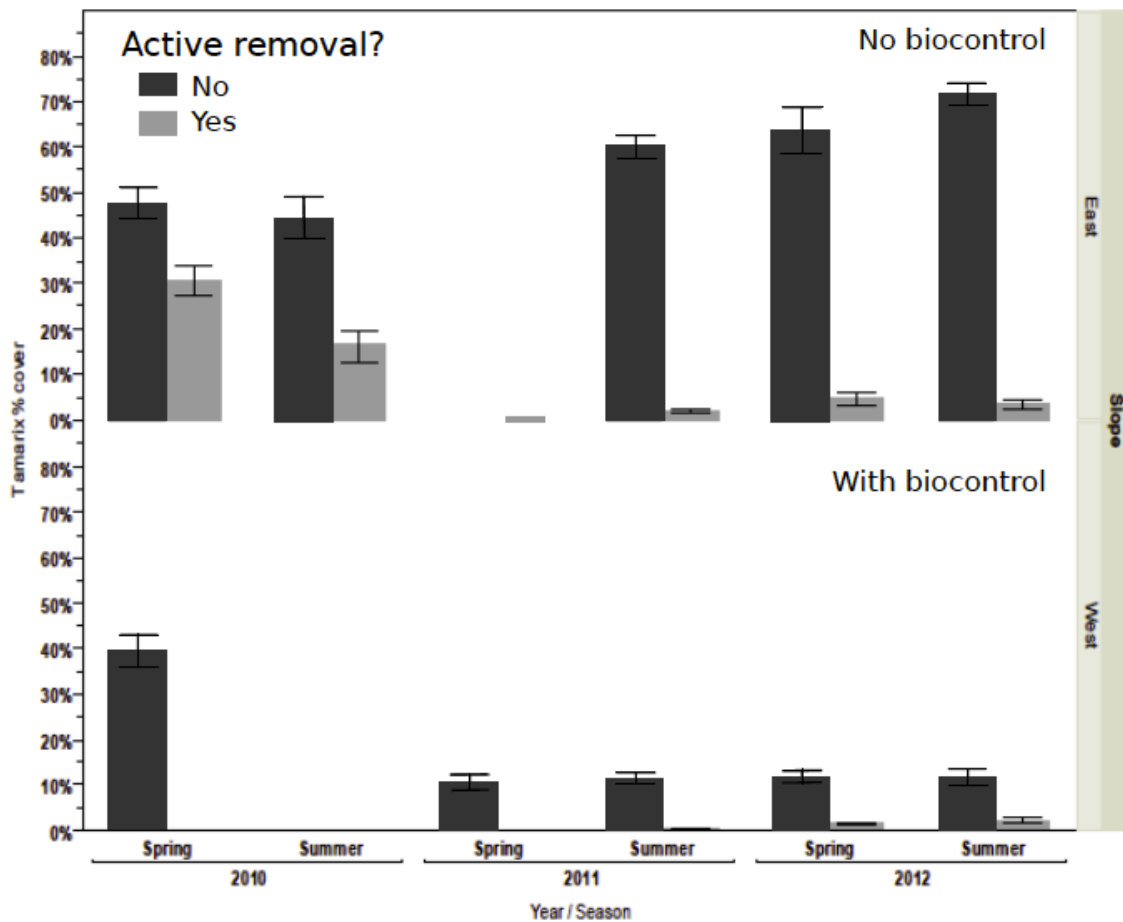 Active removal?
No
Yes
No biocontrol
80%
70%
60%
50%
40%
30%
20%
10%
0%
East
With biocontrol
80%
70%
60%
50%
40%
30%
20%
10%
0%
West
Slope
Tamarix % cover
Spring Summer Spring Summer Spring Summer
2010 2011 2012
Year / Season